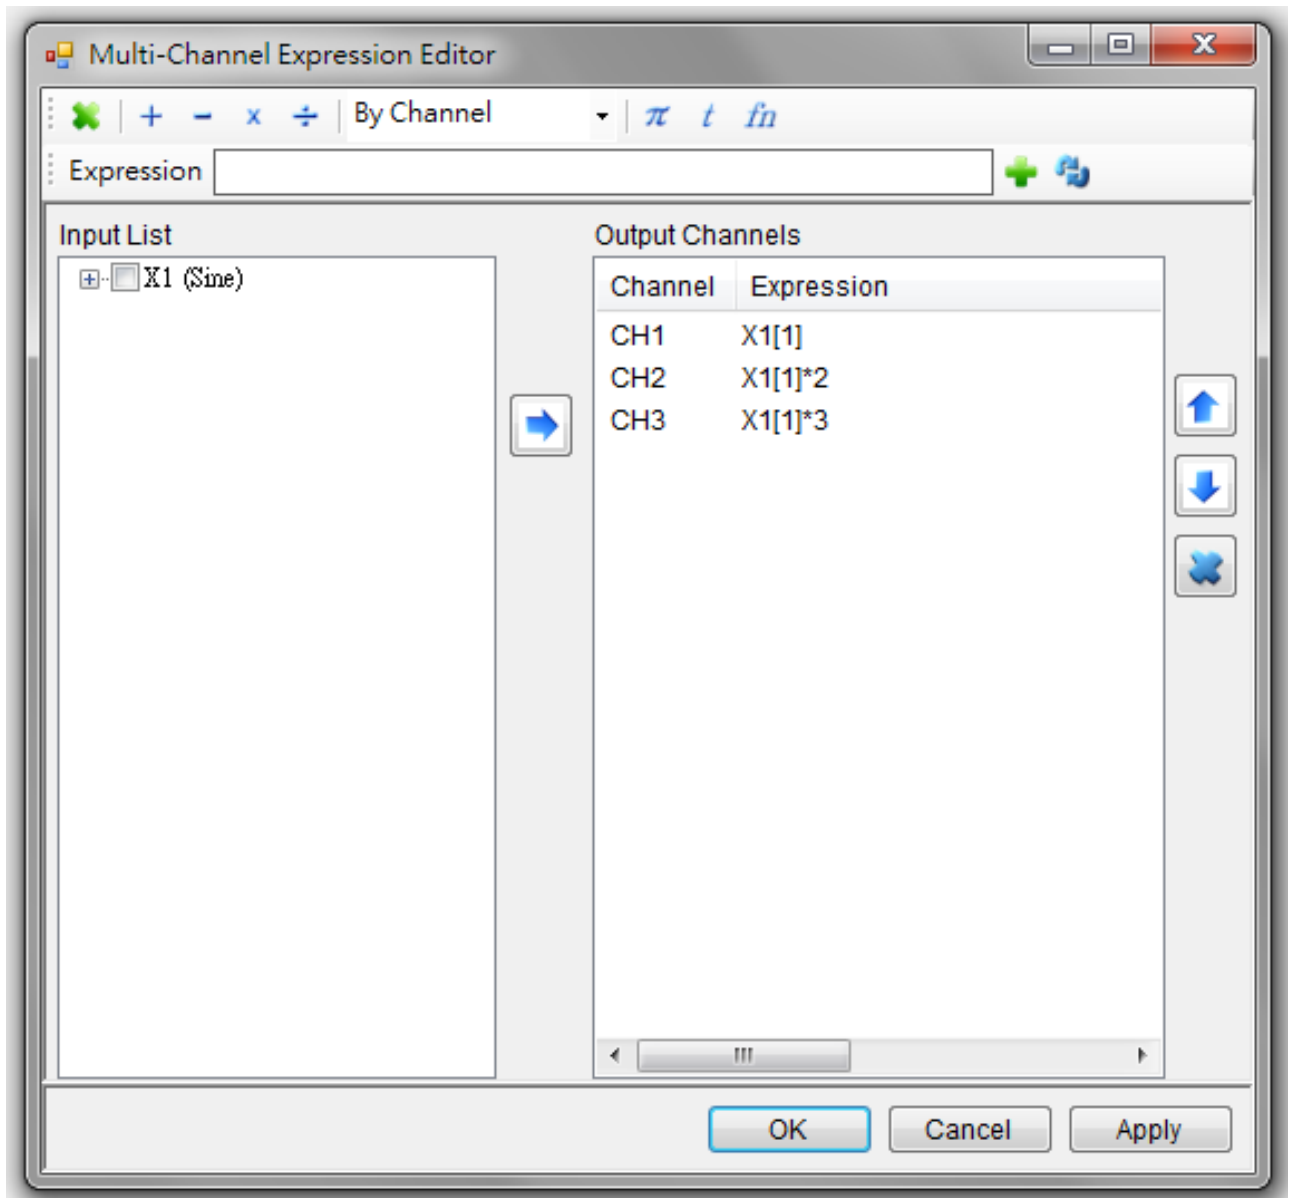 Multi-Channel Expression Editor
+ - x ÷ By Channel π t fn
Expression
Input List
Output Channels
X1 (Sine)
Channel Expression
CH1 X1[1]
CH2 X1[1]*2
CH3 X1[1]*3
OK Cancel Apply